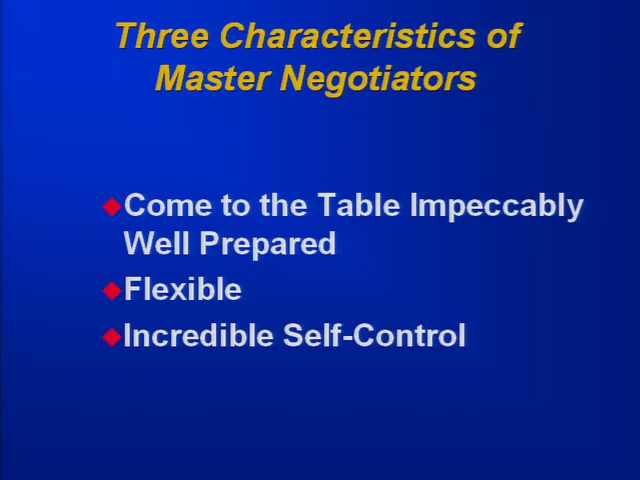 Three Characteristics of
Master Negotiators
Come to the Table Impeccably
Well Prepared
Flexible
Incredible Self-Control